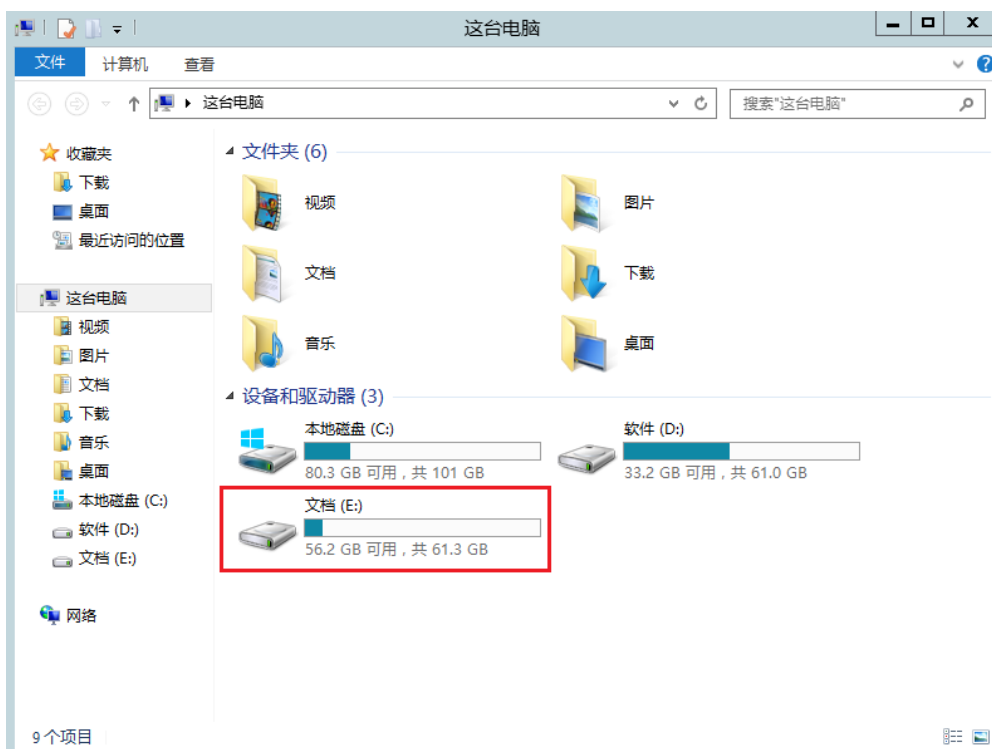 这台电脑
文件 计算机 查看
这台电脑 搜索"这台电脑"
收藏夹
下载
桌面
最近访问的位置
这台电脑
视频
图片
文档
下载
音乐
桌面
本地磁盘 (C:)
软件 (D:)
文档 (E:)
网络
文件夹 (6)
视频
图片
文档
下载
音乐
桌面
设备和驱动器 (3)
本地磁盘 (C:)
80.3 GB 可用，共 101 GB
软件 (D:)
33.2 GB 可用，共 61.0 GB
文档 (E:)
56.2 GB 可用，共 61.3 GB
9 个项目